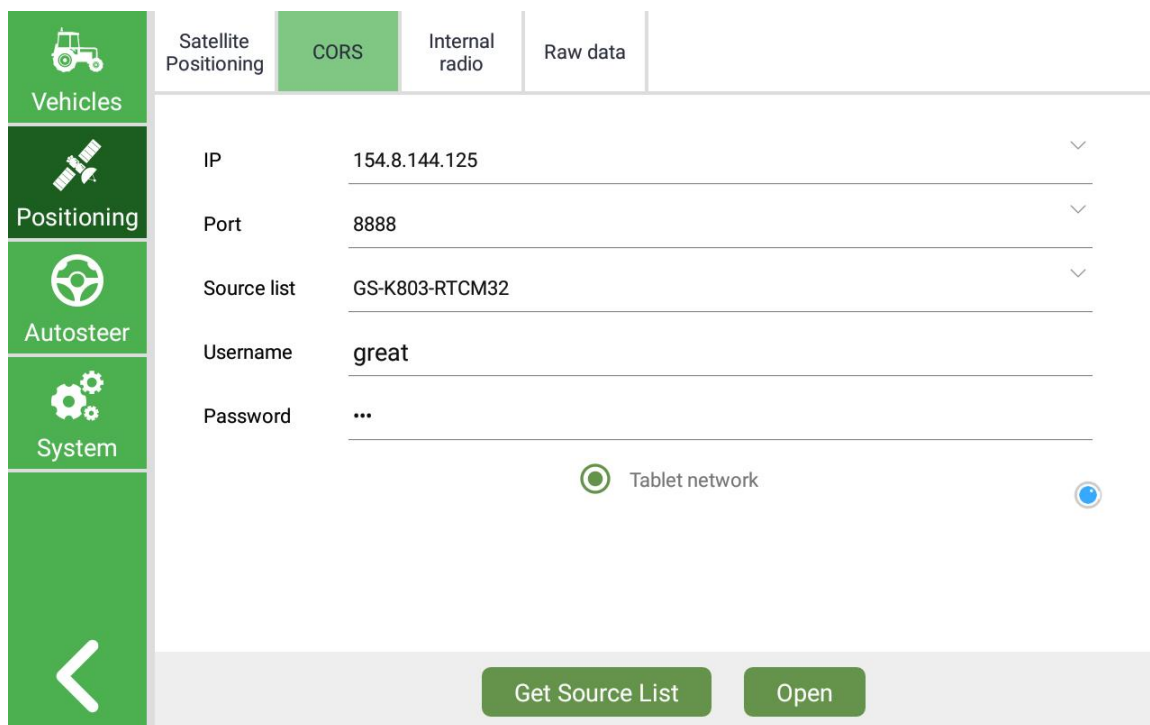 Vehicles
Positioning
Autosteer
System
Satellite
Positioning
CORS
Internal
radio
Raw data
IP
154.8.144.125
Port
8888
Source list
GS-K803-RTCM32
Username
great
Password
•••
Tablet network
Get Source List
Open